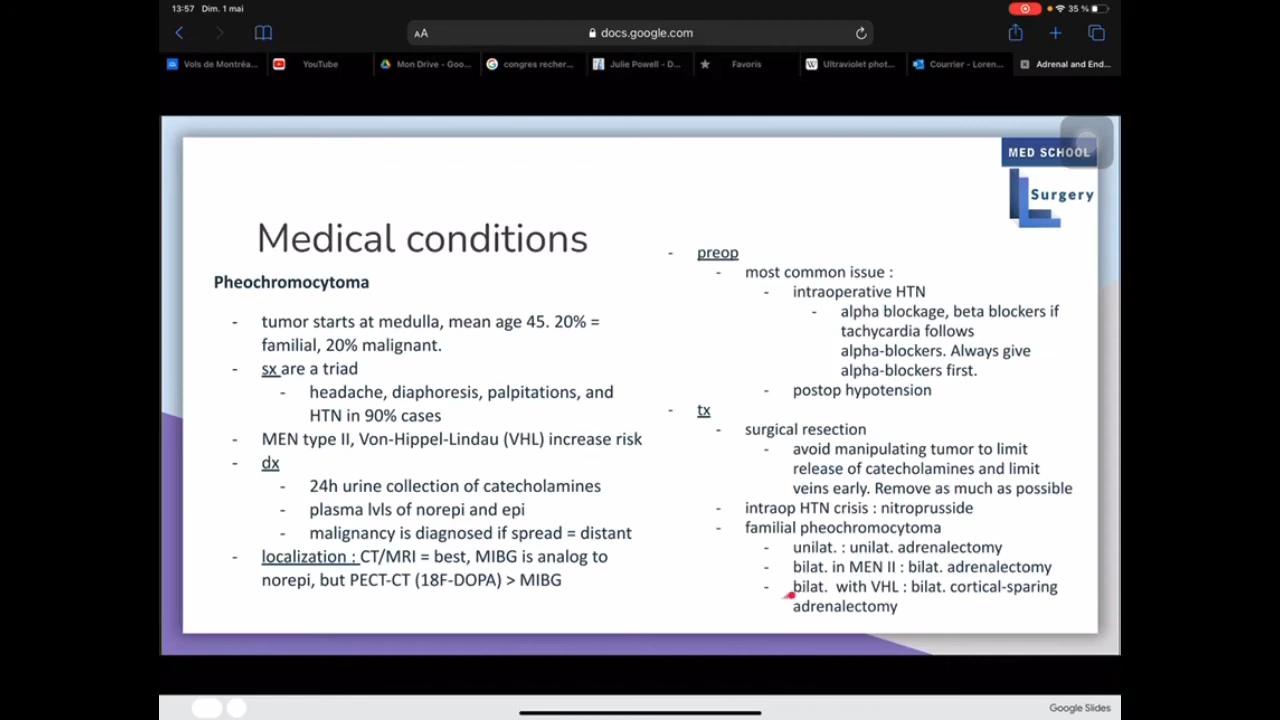 13:57 Dim. 1 mai
35 %
AA
docs.google.com
Vols de Montréa...
YouTube
Mon Drive - Goo...
congres recher...
Julie Powell - D...
Favoris
W
Ultraviolet phot...
Courrier - Loren...
Adrenal and End...
MED SCHOOL
Surgery
Medical conditions
Pheochromocytoma
- tumor starts at medulla, mean age 45. 20% =
familial, 20% malignant.
- sx are a triad
- headache, diaphoresis, palpitations, and
HTN in 90% cases
- MEN type II, Von-Hippel-Lindau (VHL) increase risk
- dx
- 24h urine collection of catecholamines
- plasma lvls of norepi and epi
- malignancy is diagnosed if spread = distant
- localization : CT/MRI = best, MIBG is analog to
norepi, but PECT-CT (18F-DOPA) > MIBG
- preop
- most common issue :
- intraoperative HTN
- alpha blockage, beta blockers if
tachycardia follows
alpha-blockers. Always give
alpha-blockers first.
- postop hypotension
- tx
- surgical resection
- avoid manipulating tumor to limit
release of catecholamines and limit
veins early. Remove as much as possible
- intraop HTN crisis : nitroprusside
- familial pheochromocytoma
- unilat. : unilat. adrenalectomy
- bilat. in MEN II : bilat. adrenalectomy
- bilat. with VHL : bilat. cortical-sparing
adrenalectomy
Google Slides